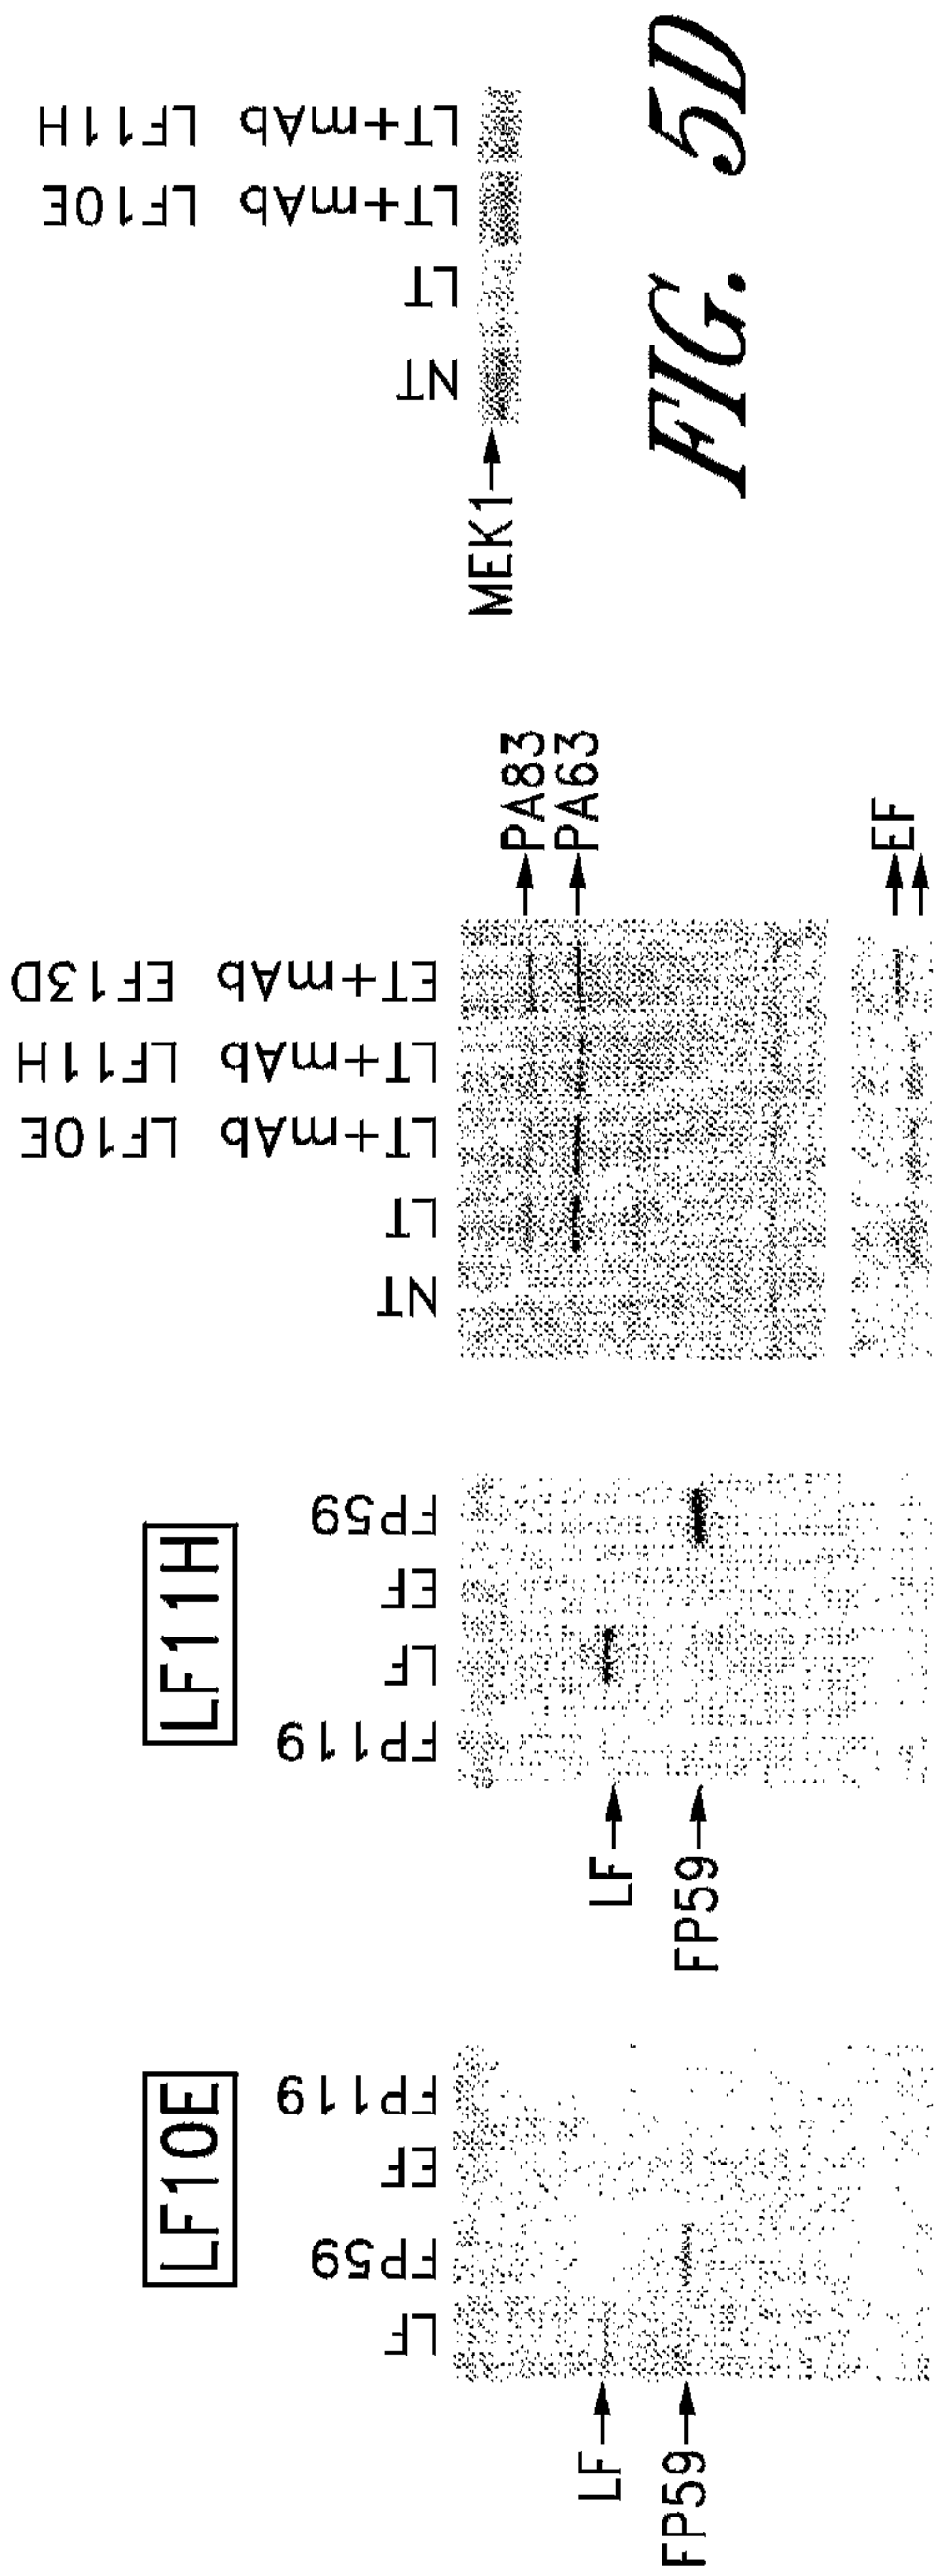 LF10E
LF
FP59
EF
FP119
LF
FP59
LF11H
FP119
LF
EF
FP59
LF
FP59
NT
LT
LT+mAb LF10E
LT+mAb LF11H
ET+mAb EF13D
PA83
PA63
EF
NT
LT
LT+mAb LF10E
LT+mAb LF11H
MEK1
FIG. 5D